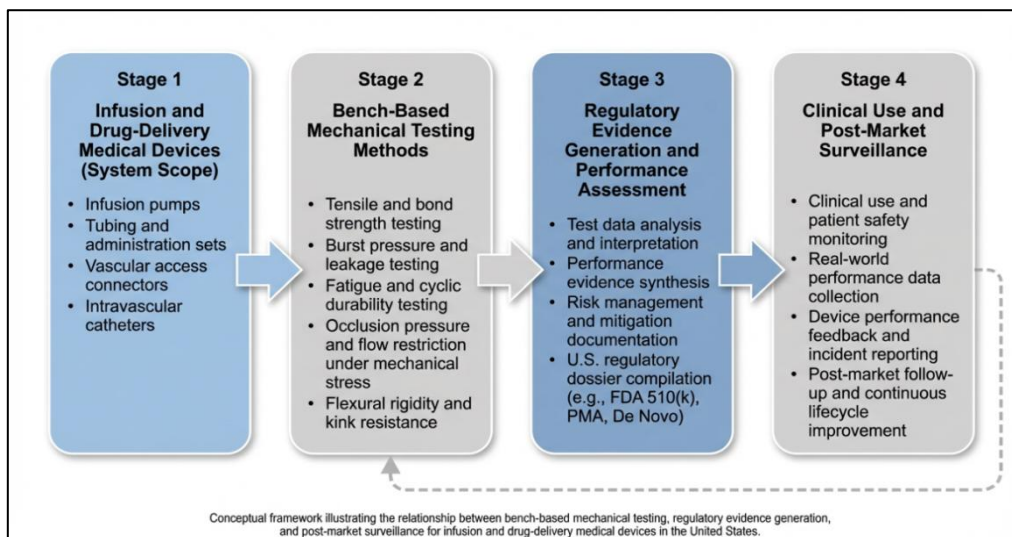 Stage 1
Infusion and
Drug-Delivery
Medical Devices
(System Scope)
• Infusion pumps
• Tubing and
administration sets
• Vascular access
connectors
• Intravascular
catheters
Stage 2
Bench-Based
Mechanical Testing
Methods
• Tensile and bond
strength testing
• Burst pressure and
leakage testing
• Fatigue and cyclic
durability testing
• Occlusion pressure
and flow restriction
under mechanical
stress
• Flexural rigidity and
kink resistance
Stage 3
Regulatory
Evidence
Generation and
Performance
Assessment
• Test data analysis
and interpretation
• Performance
evidence synthesis
• Risk management
and mitigation
documentation
• U.S. regulatory
dossier compilation
(e.g., FDA 510(k),
PMA, De Novo)
Stage 4
Clinical Use and
Post-Market
Surveillance
• Clinical use and
patient safety
monitoring
• Real-world
performance data
collection
• Device performance
feedback and
incident reporting
• Post-market follow-
up and continuous
lifecycle
improvement
Conceptual framework illustrating the relationship between bench-based mechanical testing, regulatory evidence generation,
and post-market surveillance for infusion and drug-delivery medical devices in the United States.